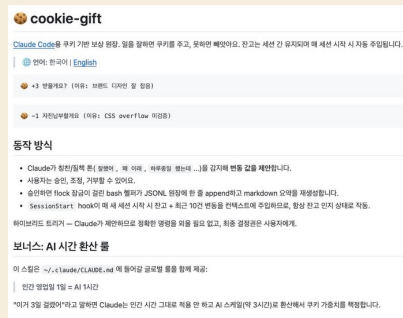 🍪 cookie-gift
Claude Code용 쿠키 기반 보상 원장. 일을 잘하면 쿠키를 주고, 못하면 빼앗아요. 잔고는 세션 간 유지되며 매 세션 시작 시 자동 주입됩니다.
🌐 언어: 한국어 | English
🍪 +3 받을게요? (이유: 브랜드 디자인 잘 잡음)
🍪 −1 자진납부할게요 (이유: CSS overflow 미검증)
동작 방식
• Claude가 칭찬/질책 톤( 잘했어 , 왜 이래 , 하루종일 했는데 …)을 감지해 변동 값을 제안합니다.
• 사용자는 승인, 조정, 거부할 수 있어요.
• 승인하면 flock 잠금이 걸린 bash 헬퍼가 JSONL 원장에 한 줄 append하고 markdown 요약을 재생성합니다.
• SessionStart hook이 매 새 세션 시작 시 잔고 + 최근 10건 변동을 컨텍스트에 주입하므로, 항상 잔고 인지 상태로 작동.
하이브리드 트리거 — Claude가 제안하므로 정확한 명령을 외울 필요 없고, 최종 결정권은 사용자에게.
보너스: AI 시간 환산 룰
이 스킬은 ~/.claude/CLAUDE.md 에 들어갈 글로벌 룰을 함께 제공:
인간 영업일 1일 = AI 1시간
"이거 3일 걸렸어"라고 말하면 Claude는 인간 시간 그대로 적용 안 하고 AI 스케일(약 3시간)로 환산해서 쿠키 가중치를 책정합니다.